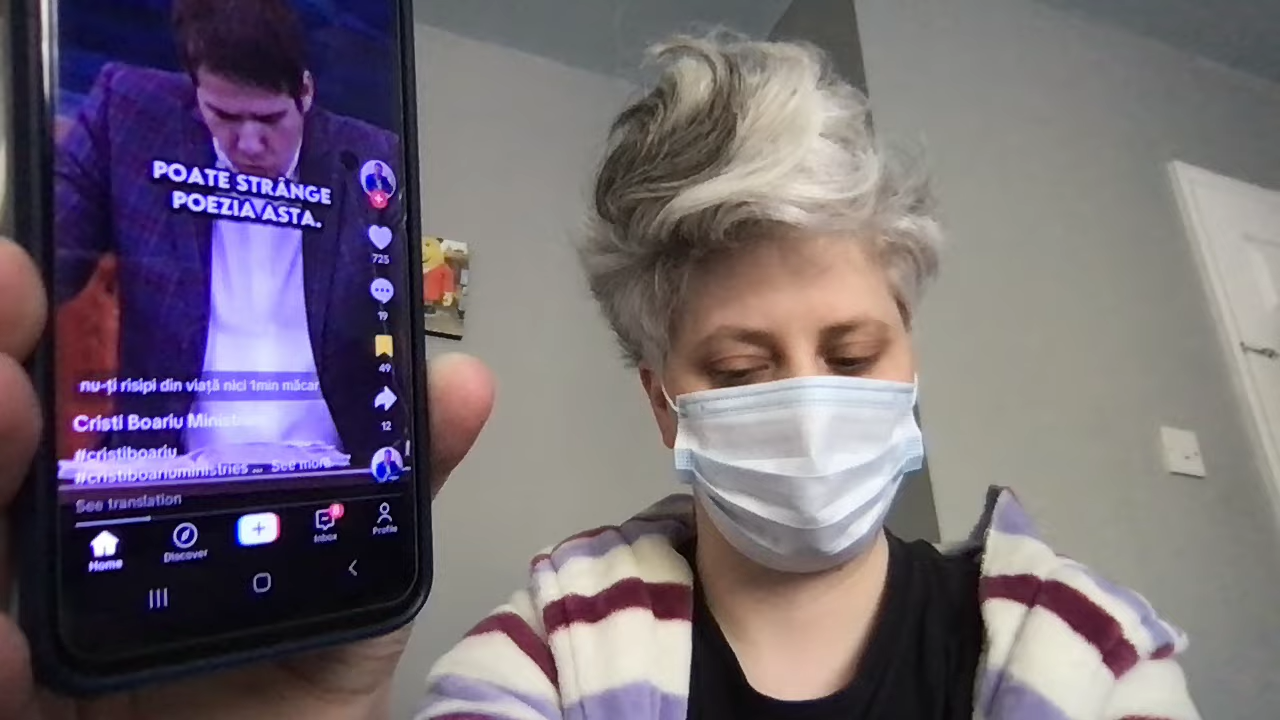 POATE STRÂNGE
POEZIA ASTA.
725
19
49
12
nu-ți risipi din viață nici 1min măcar
Cristi Boariu
#cristiboariu
#cristiboariuministries ... See more
See translation
Home
Discover
8
Inbox
Profile